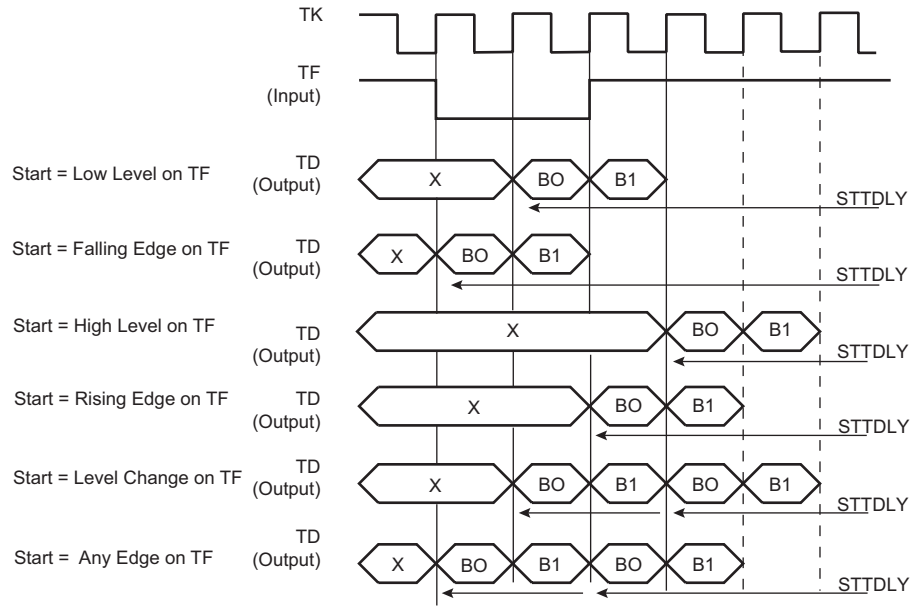 TK
TF
(Input)
Start = Low Level on TF
TD
(Output)
X
BO
B1
STTDLY
Start = Falling Edge on TF
TD
(Output)
X
BO
B1
STTDLY
Start = High Level on TF
TD
(Output)
X
BO
B1
STTDLY
Start = Rising Edge on TF
TD
(Output)
X
BO
B1
STTDLY
Start = Level Change on TF
TD
(Output)
X
BO
B1
BO
B1
STTDLY
Start = Any Edge on TF
TD
(Output)
X
BO
B1
BO
B1
STTDLY